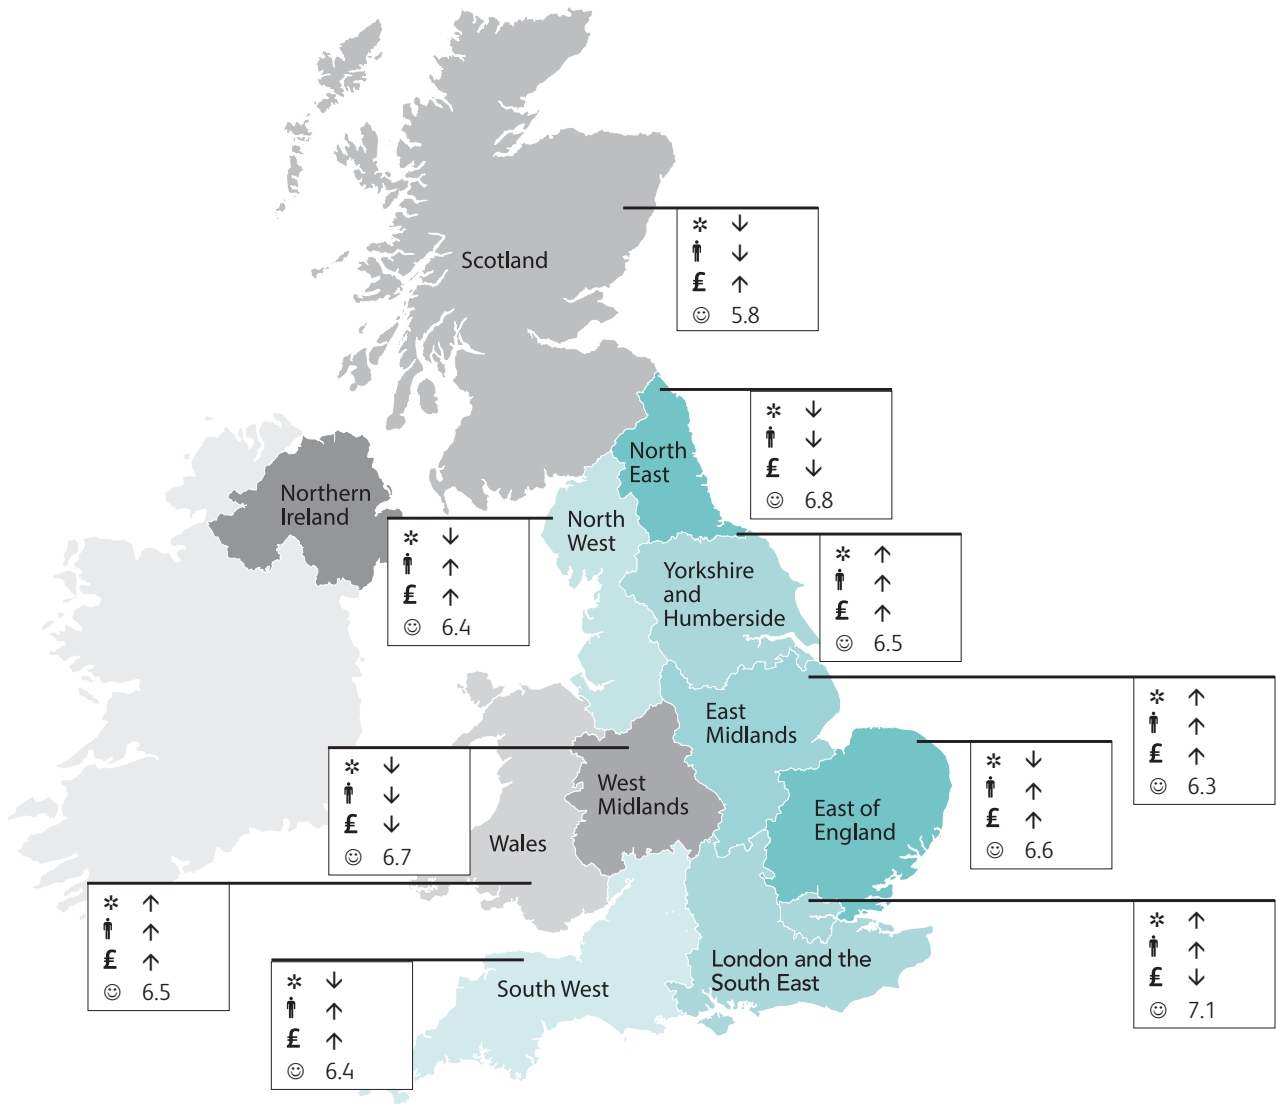 Scotland
✲ ↓
↓
£ ↑
☺ 5.8
North
East
✲ ↓
↓
£ ↓
☺ 6.8
Northern
Ireland
North
West
✲ ↓
↑
£ ↑
☺ 6.4
Yorkshire
and
Humberside
✲ ↑
↑
£ ↑
☺ 6.5
East
Midlands
✲ ↑
↑
£ ↑
☺ 6.3
West
Midlands
✲ ↓
↓
£ ↓
☺ 6.7
East of
England
✲ ↓
↑
£ ↑
☺ 6.6
Wales
✲ ↑
↑
£ ↑
☺ 6.5
London and the
South East
✲ ↑
↑
£ ↓
☺ 7.1
South West
✲ ↓
↑
£ ↑
☺ 6.4